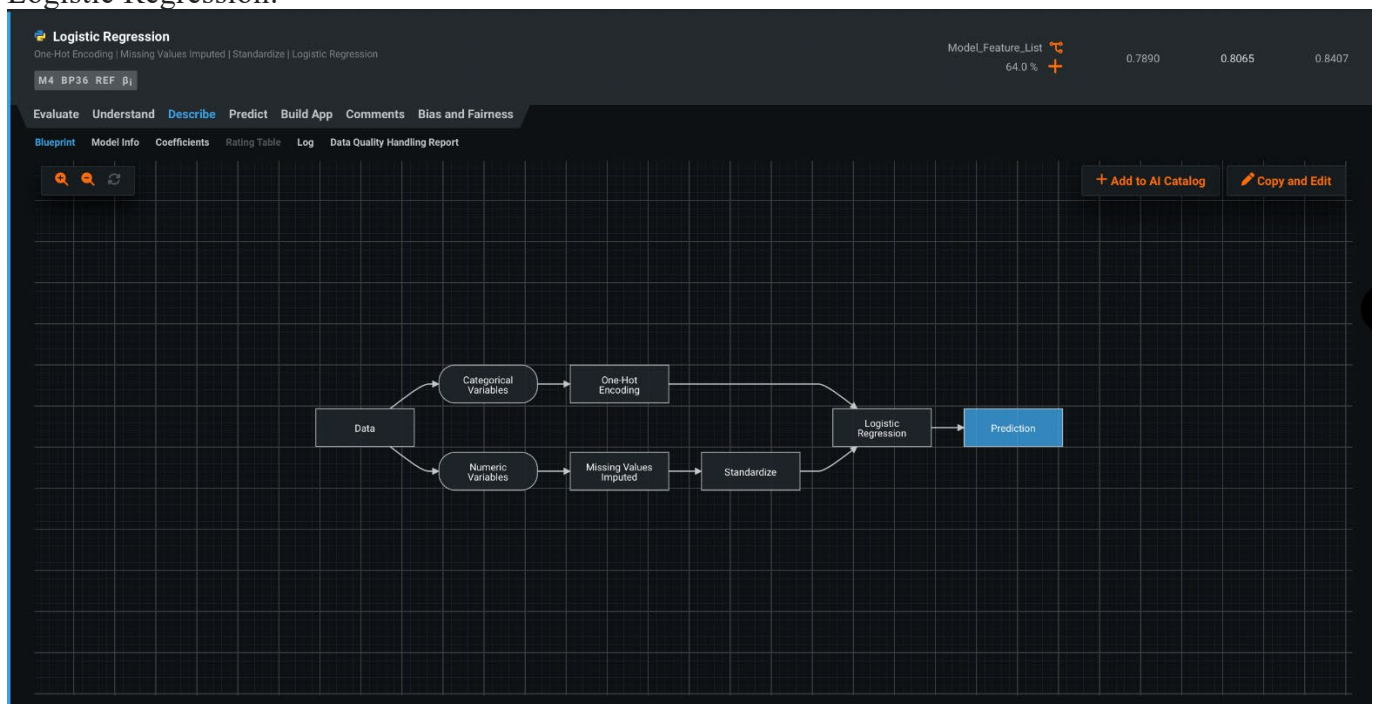 Logistic Regression.
Logistic Regression
One-Hot Encoding | Missing Values Imputed | Standardize | Logistic Regression
M4 BP36 REF βi
Model_Feature_List
64.0 % +
0.7890 0.8065 0.8407
Evaluate Understand Describe Predict Build App Comments Bias and Fairness
Blueprint Model Info Coefficients Rating Table Log Data Quality Handling Report
+ Add to AI Catalog Copy and Edit
Categorical
Variables
One-Hot
Encoding
Data
Logistic
Regression
Prediction
Numeric
Variables
Missing Values
Imputed
Standardize